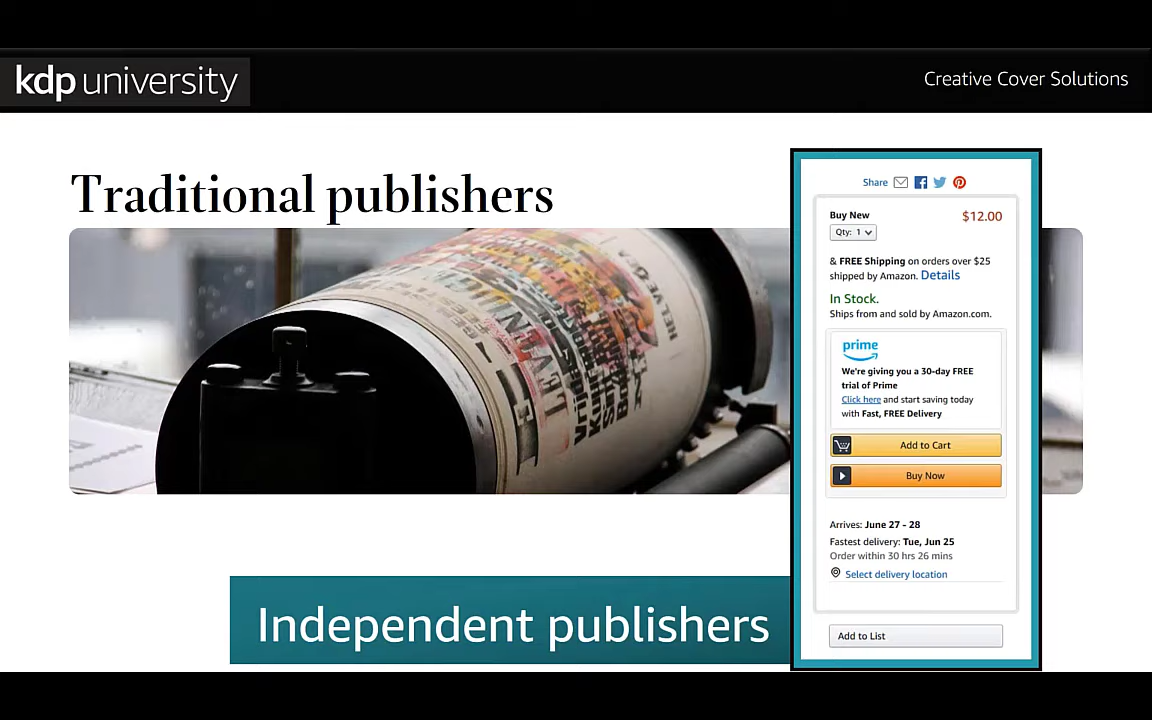 kdp university
Creative Cover Solutions
Traditional publishers
Independent publishers
Share
Buy New
$12.00
Qty: 1
& FREE Shipping on orders over $25
shipped by Amazon. Details
In Stock.
Ships from and sold by Amazon.com.
prime
We're giving you a 30-day FREE
trial of Prime
Click here and start saving today
with Fast, FREE Delivery
Add to Cart
Buy Now
Arrives: June 27 - 28
Fastest delivery: Tue, Jun 25
Order within 30 hrs 26 mins
Select delivery location
Add to List